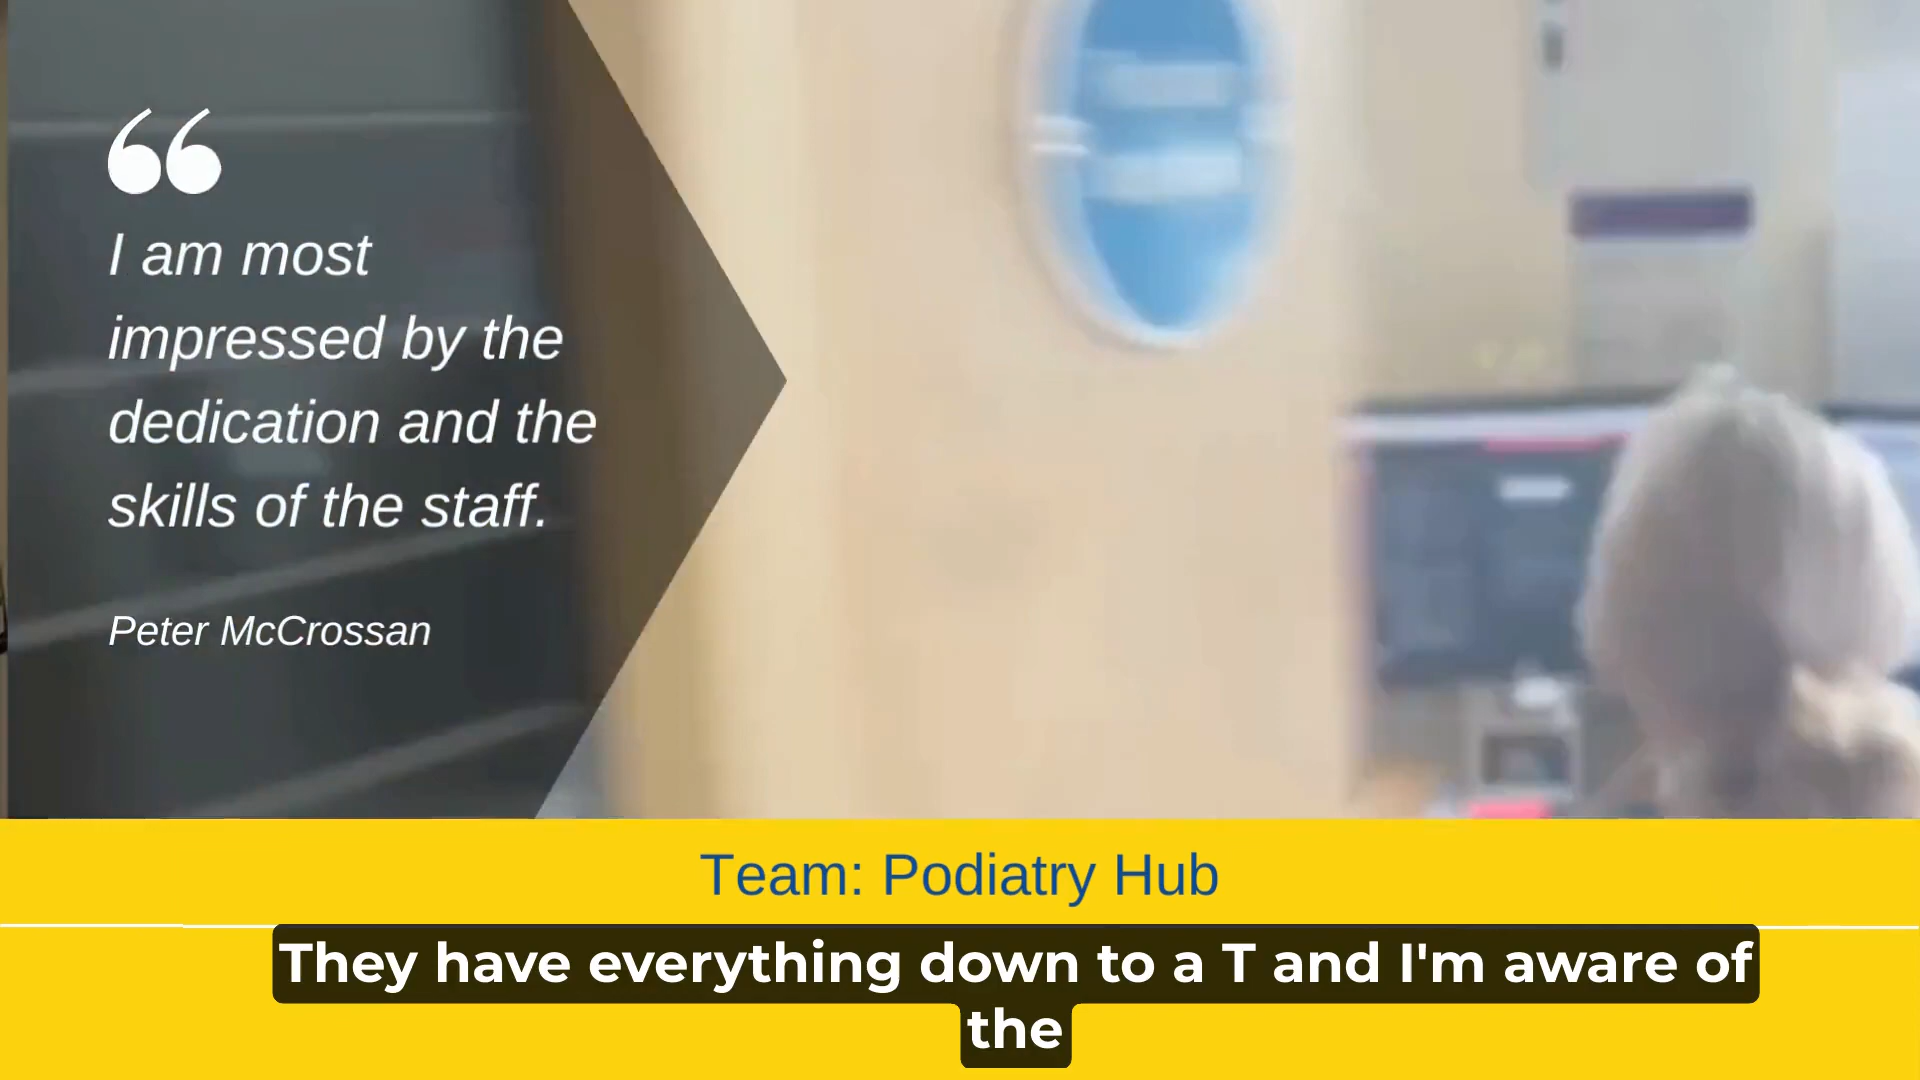 I am most
impressed by the
dedication and the
skills of the staff.
Peter McCrossan
Team: Podiatry Hub
They have everything down to a T and I'm aware of
the